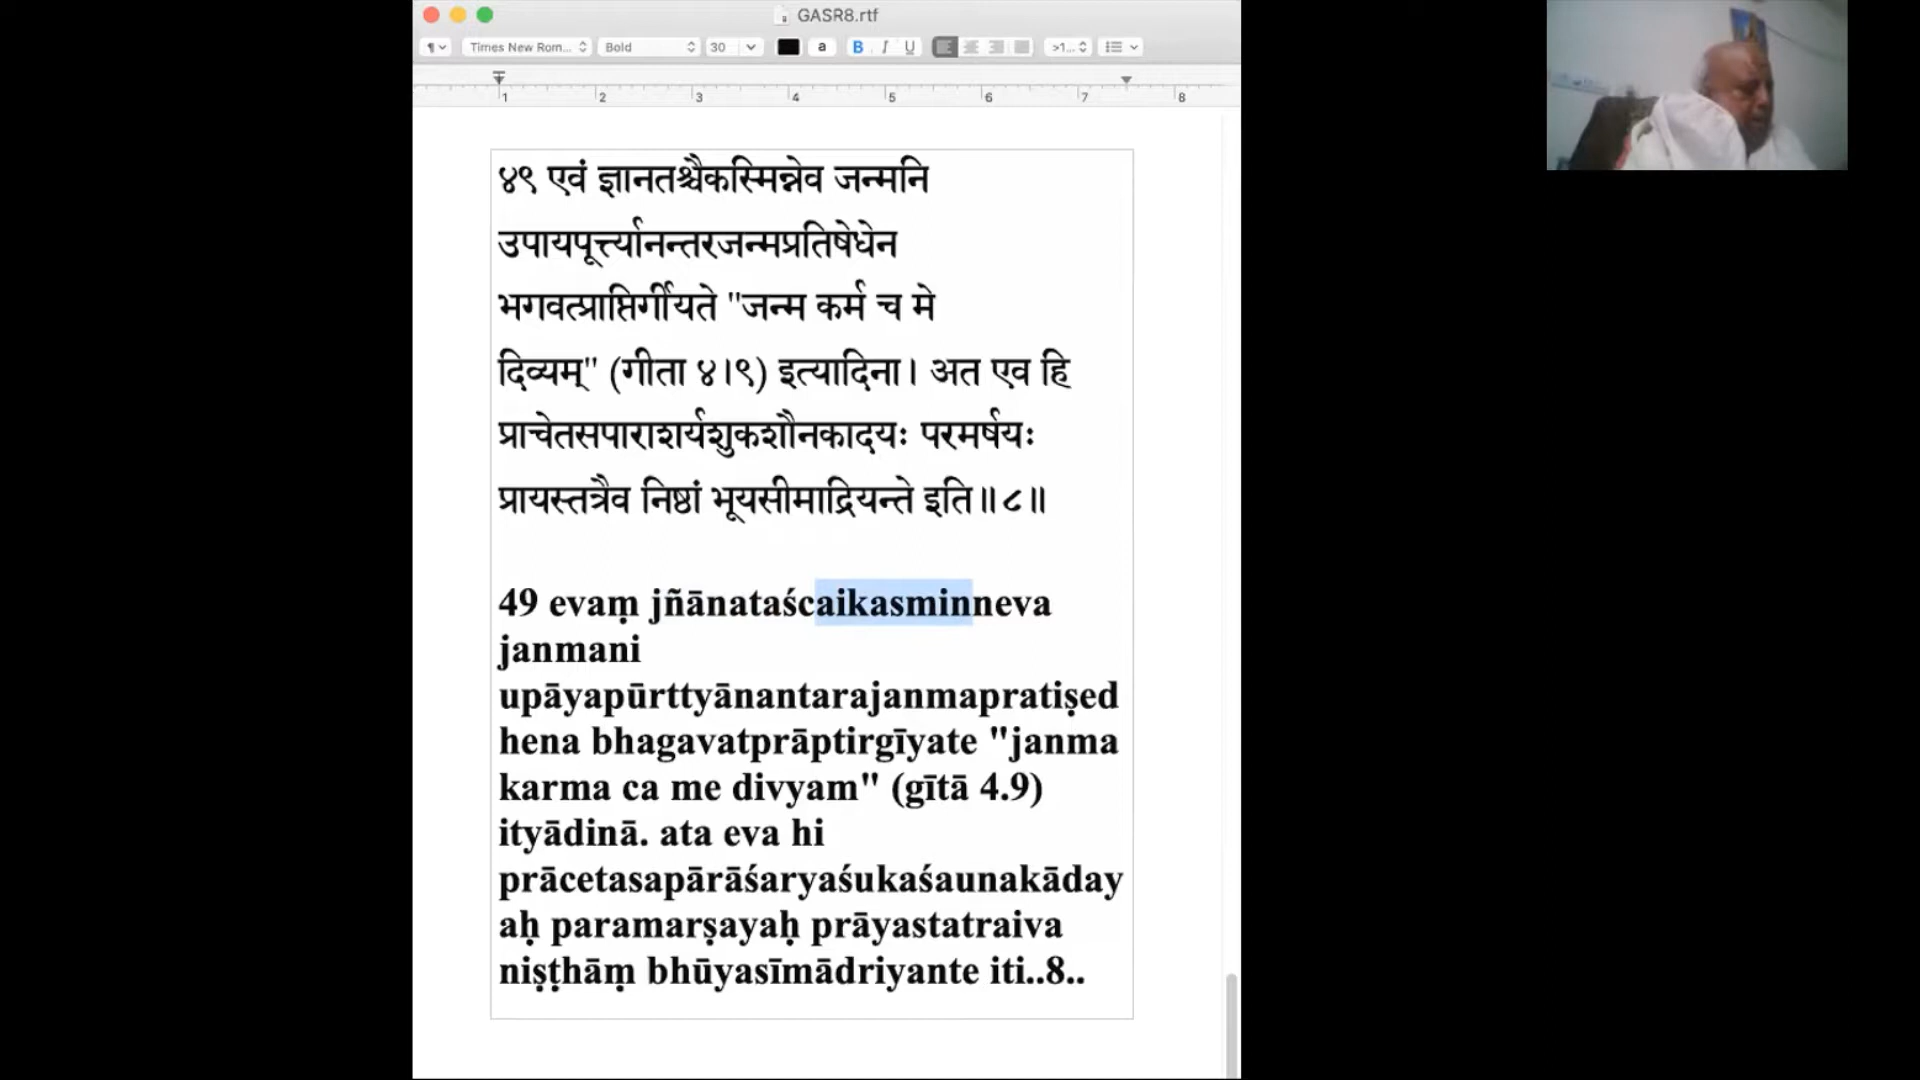 GASR8.rtf
¶ Times New Rom... Bold 30 a B I U >1...
1 2 3 4 5 6 7 8
४९ एवं ज्ञानतश्चैकस्मिन्नेव जन्मनि
उपायपूर्त्त्यानन्तरजन्मप्रतिषेधेन
भगवत्प्राप्तिर्गीयते "जन्म कर्म च मे
दिव्यम्" (गीता ४।९) इत्यादिना। अत एव हि
प्राचेतसपाराशर्यशुकशौनकादयः परमर्षयः
प्रायस्तत्रैव निष्ठां भूयसीमाद्रियन्ते इति॥८॥
49 evaṃ jñānataścaikasminneva
janmani
upāyapūrttyānantarajanmapratiṣed
hena bhagavatprāptirgīyate "janma
karma ca me divyam" (gītā 4.9)
ityādinā. ata eva hi
prācetasapārāśaryaśukaśaunakāday
aḥ paramarṣayaḥ prāyastatraiva
niṣṭhāṃ bhūyasīmādriyante iti..8..